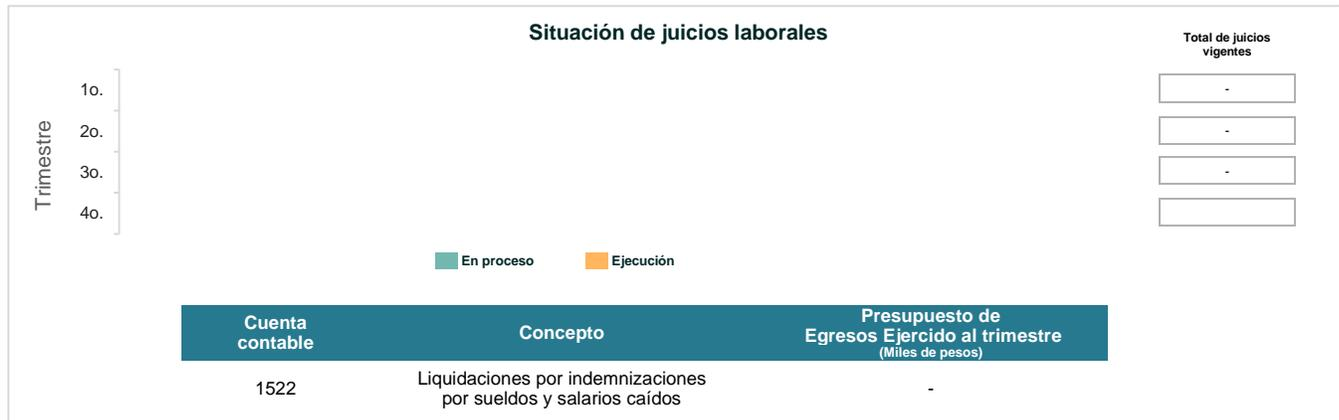 Situación de juicios laborales
Total de juicios
vigentes
Trimestre
1o.
-
2o.
-
3o.
-
4o.
En proceso
Ejecución
Cuenta
contable
Concepto
Presupuesto de
Egresos Ejercido al trimestre
(Miles de pesos)
1522
Liquidaciones por indemnizaciones
por sueldos y salarios caídos
-